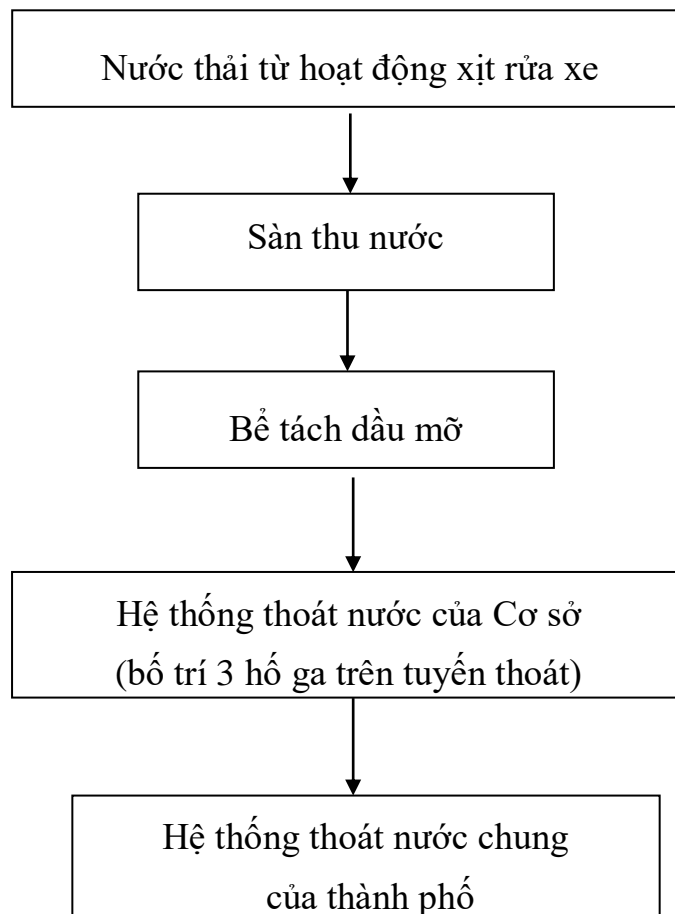 Nước thải từ hoạt động xịt rửa xe
Sàn thu nước
Bể tách dầu mỡ
Hệ thống thoát nước của Cơ sở
(bố trí 3 hố ga trên tuyến thoát)
Hệ thống thoát nước chung
của thành phố